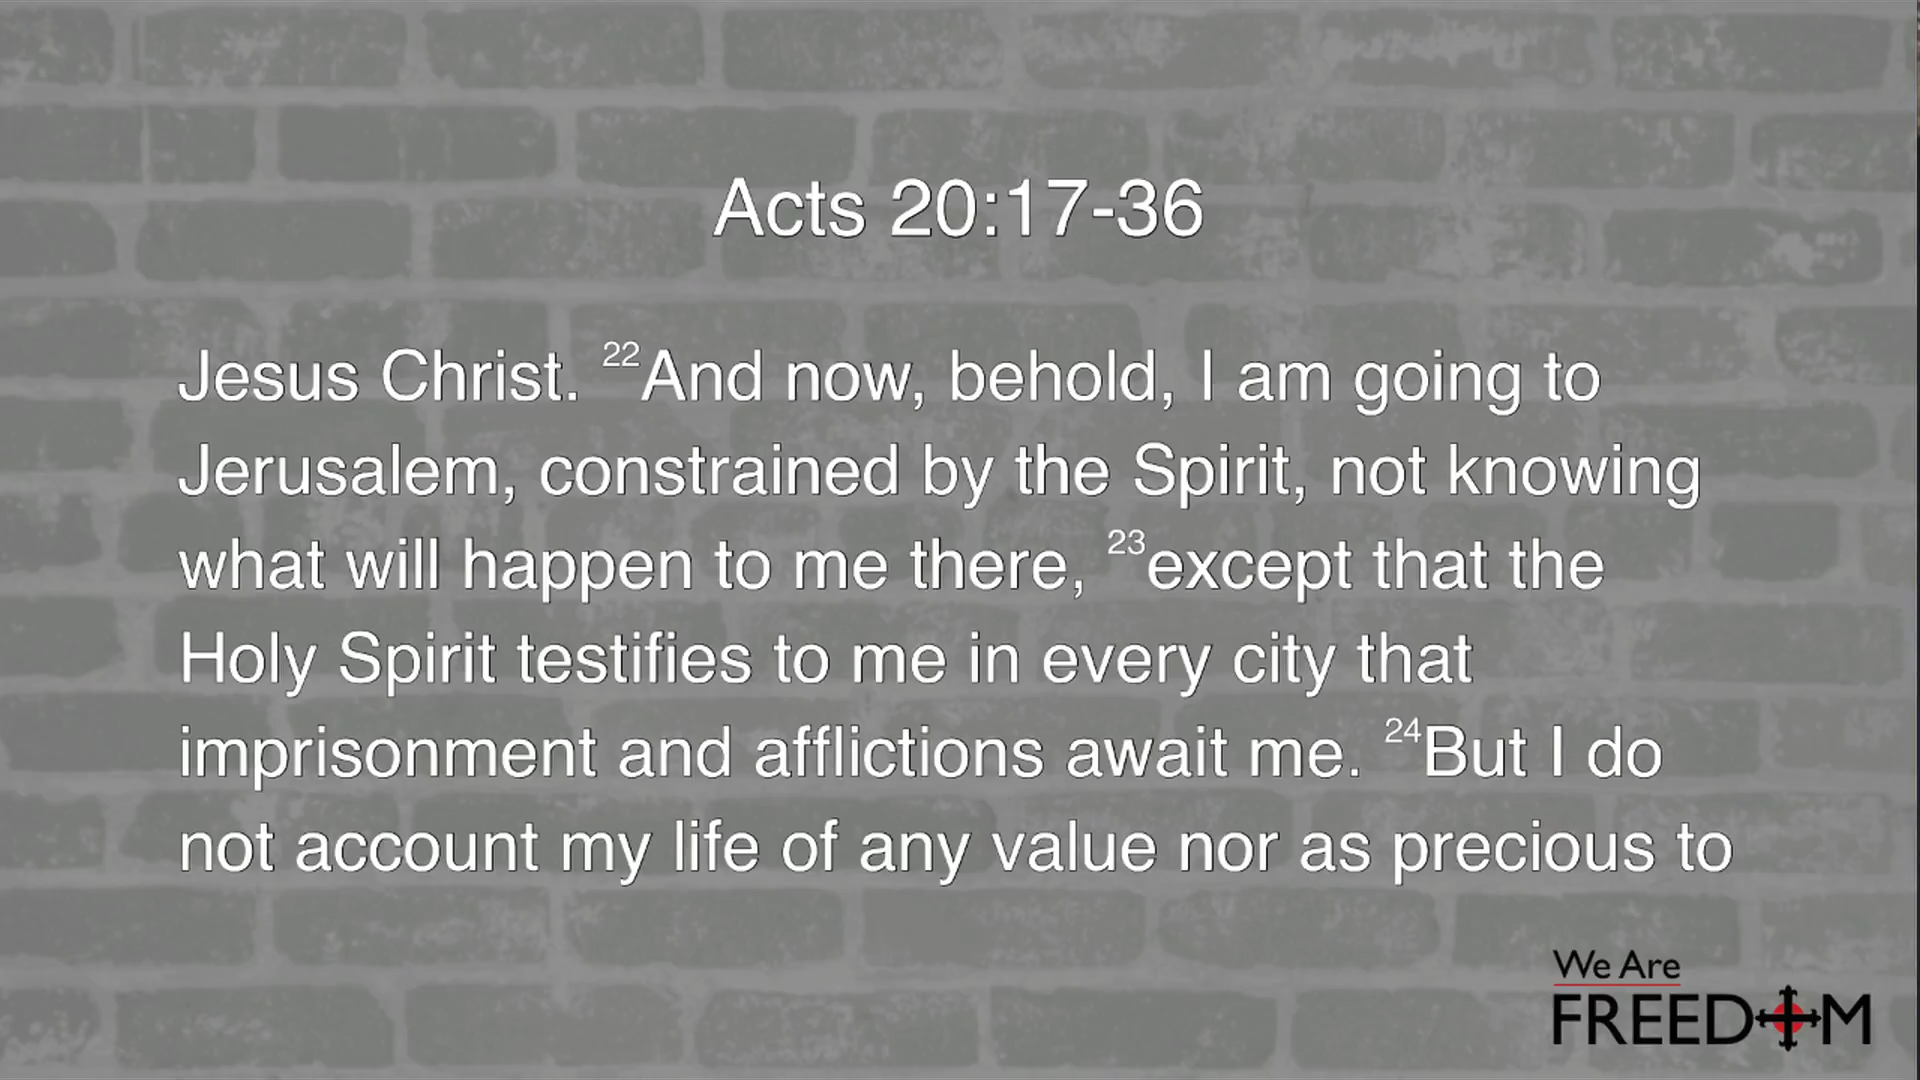 Acts 20:17-36
Jesus Christ. 22And now, behold, I am going to
Jerusalem, constrained by the Spirit, not knowing
what will happen to me there, 23except that the
Holy Spirit testifies to me in every city that
imprisonment and afflictions await me. 24But I do
not account my life of any value nor as precious to
We Are
FREEDOM